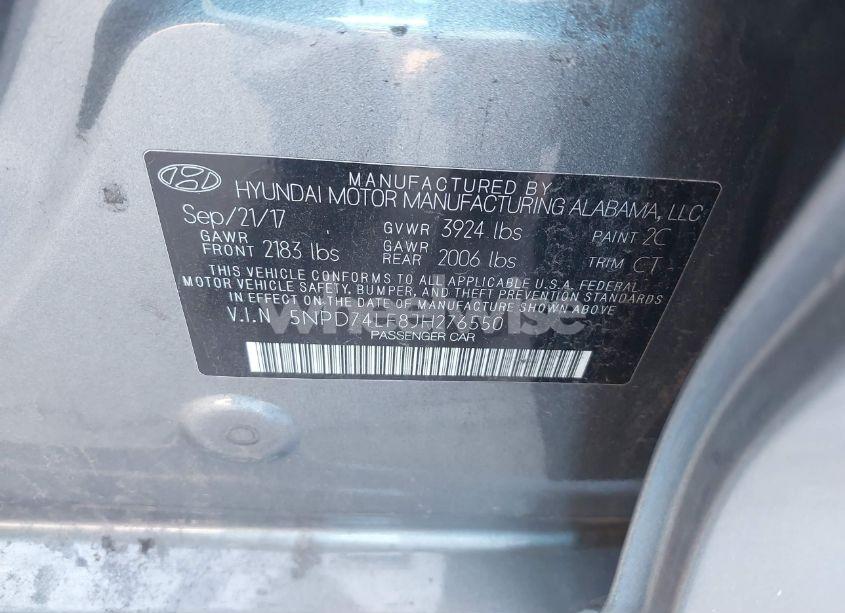 MANUFACTURED BY
HYUNDAI MOTOR MANUFACTURING ALABAMA, LLC
Sep/21/17 GVWR 3924 lbs PAINT 2C
GAWR FRONT 2183 lbs GAWR REAR 2006 lbs TRIM CT
THIS VEHICLE CONFORMS TO ALL APPLICABLE U.S.A. FEDERAL
MOTOR VEHICLE SAFETY, BUMPER, AND THEFT PREVENTION STANDARDS
IN EFFECT ON THE DATE OF MANUFACTURE SHOWN ABOVE
V.I.N 5NPD74LF8JH278550
PASSENGER CAR